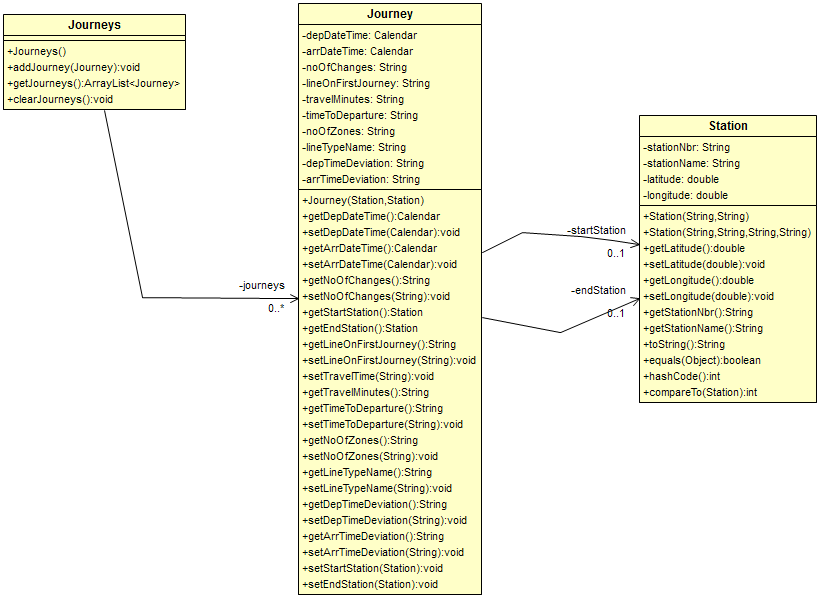 Journeys
+Journeys()
+addJourney(Journey):void
+getJourneys():ArrayList<Journey>
+clearJourneys():void
-journeys
0..*
Journey
-depDateTime: Calendar
-arrDateTime: Calendar
-noOfChanges: String
-lineOnFirstJourney: String
-travelMinutes: String
-timeToDeparture: String
-noOfZones: String
-lineTypeName: String
-depTimeDeviation: String
-arrTimeDeviation: String
+Journey(Station,Station)
+getDepDateTime():Calendar
+setDepDateTime(Calendar):void
+getArrDateTime():Calendar
+setArrDateTime(Calendar):void
+getNoOfChanges():String
+setNoOfChanges(String):void
+getStartStation():Station
+getEndStation():Station
+getLineOnFirstJourney():String
+setLineOnFirstJourney(String):void
+setTravelTime(String):void
+getTravelMinutes():String
+getTimeToDeparture():String
+setTimeToDeparture(String):void
+getNoOfZones():String
+setNoOfZones(String):void
+getLineTypeName():String
+setLineTypeName(String):void
+getDepTimeDeviation():String
+setDepTimeDeviation(String):void
+getArrTimeDeviation():String
+setArrTimeDeviation(String):void
+setStartStation(Station):void
+setEndStation(Station):void
-startStation
0..1
-endStation
0..1
Station
-stationNbr: String
-stationName: String
-latitude: double
-longitude: double
+Station(String,String)
+Station(String,String,String,String)
+getLatitude():double
+setLatitude(double):void
+getLongitude():double
+setLongitude(double):void
+getStationNbr():String
+getStationName():String
+toString():String
+equals(Object):boolean
+hashCode():int
+compareTo(Station):int